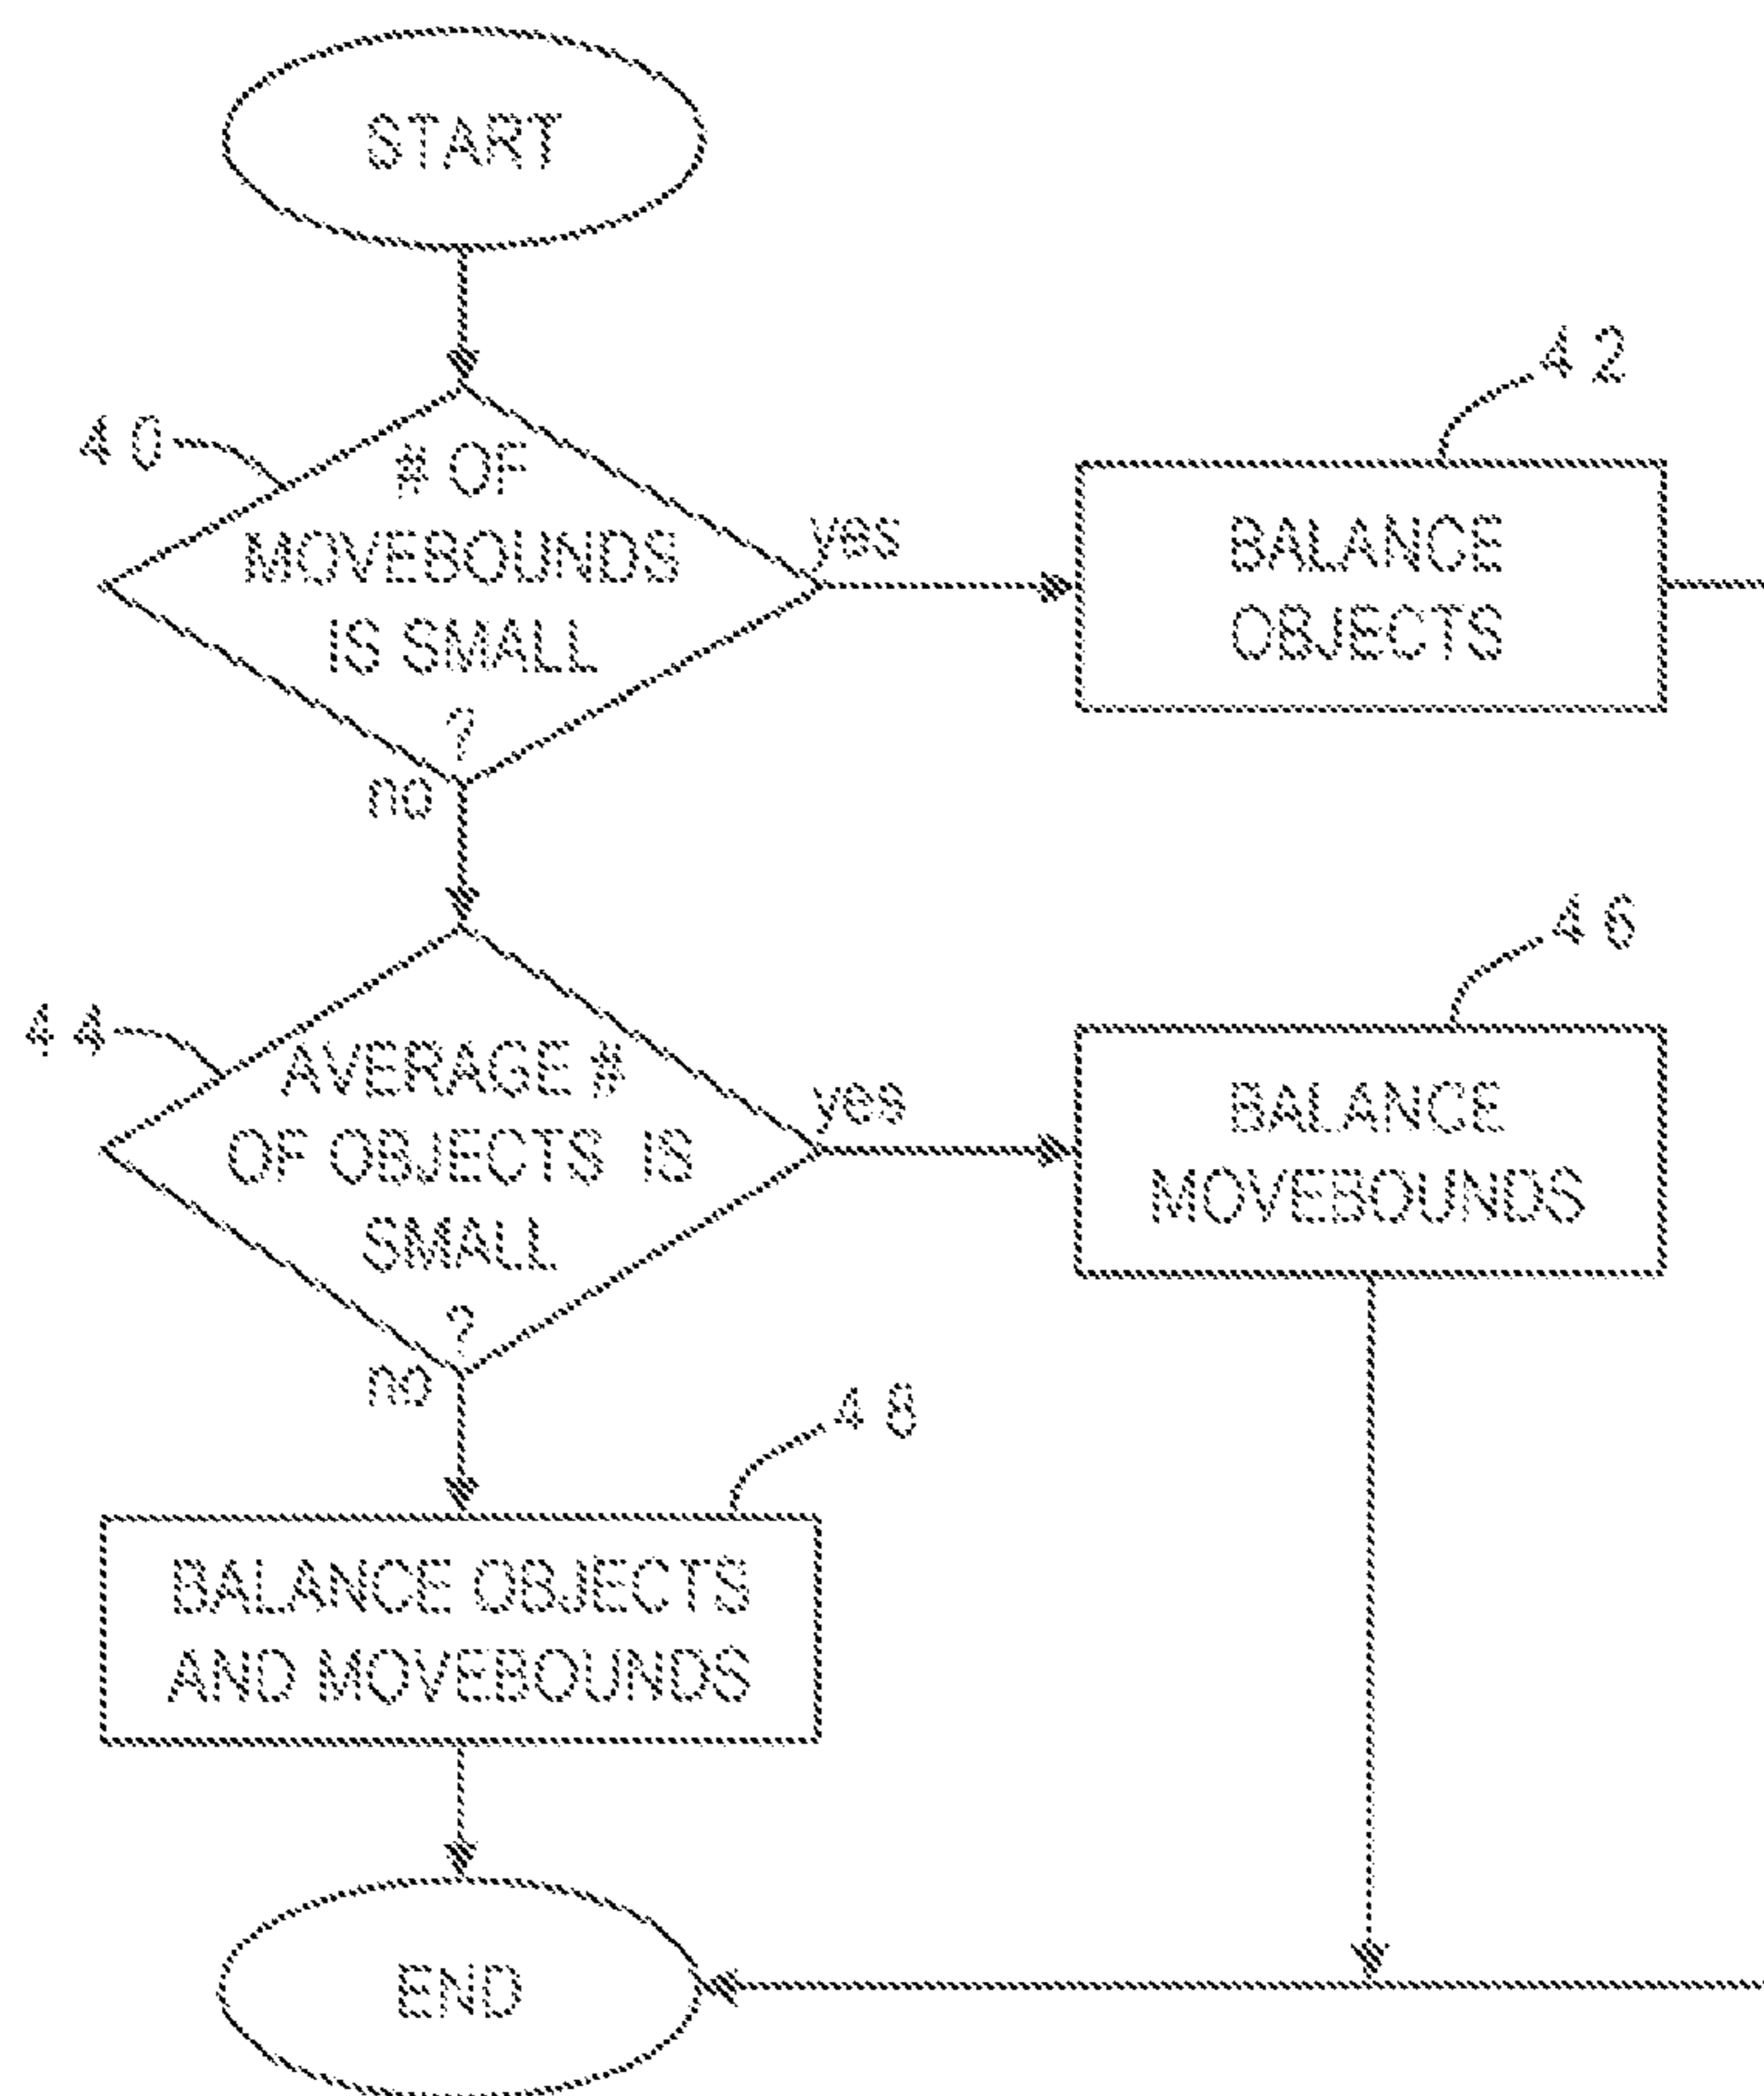 START
40
# OF
MOVEBOUNDS
IS SMALL
?
yes
no
42
BALANCE
OBJECTS
44
AVERAGE #
OF OBJECTS IS
SMALL
?
yes
no
46
BALANCE
MOVEBOUNDS
48
BALANCE OBJECTS
AND MOVEBOUNDS
END